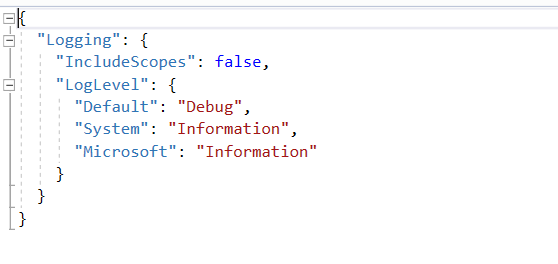 {
"Logging": {
"IncludeScopes": false,
"LogLevel": {
"Default": "Debug",
"System": "Information",
"Microsoft": "Information"
}
}
}